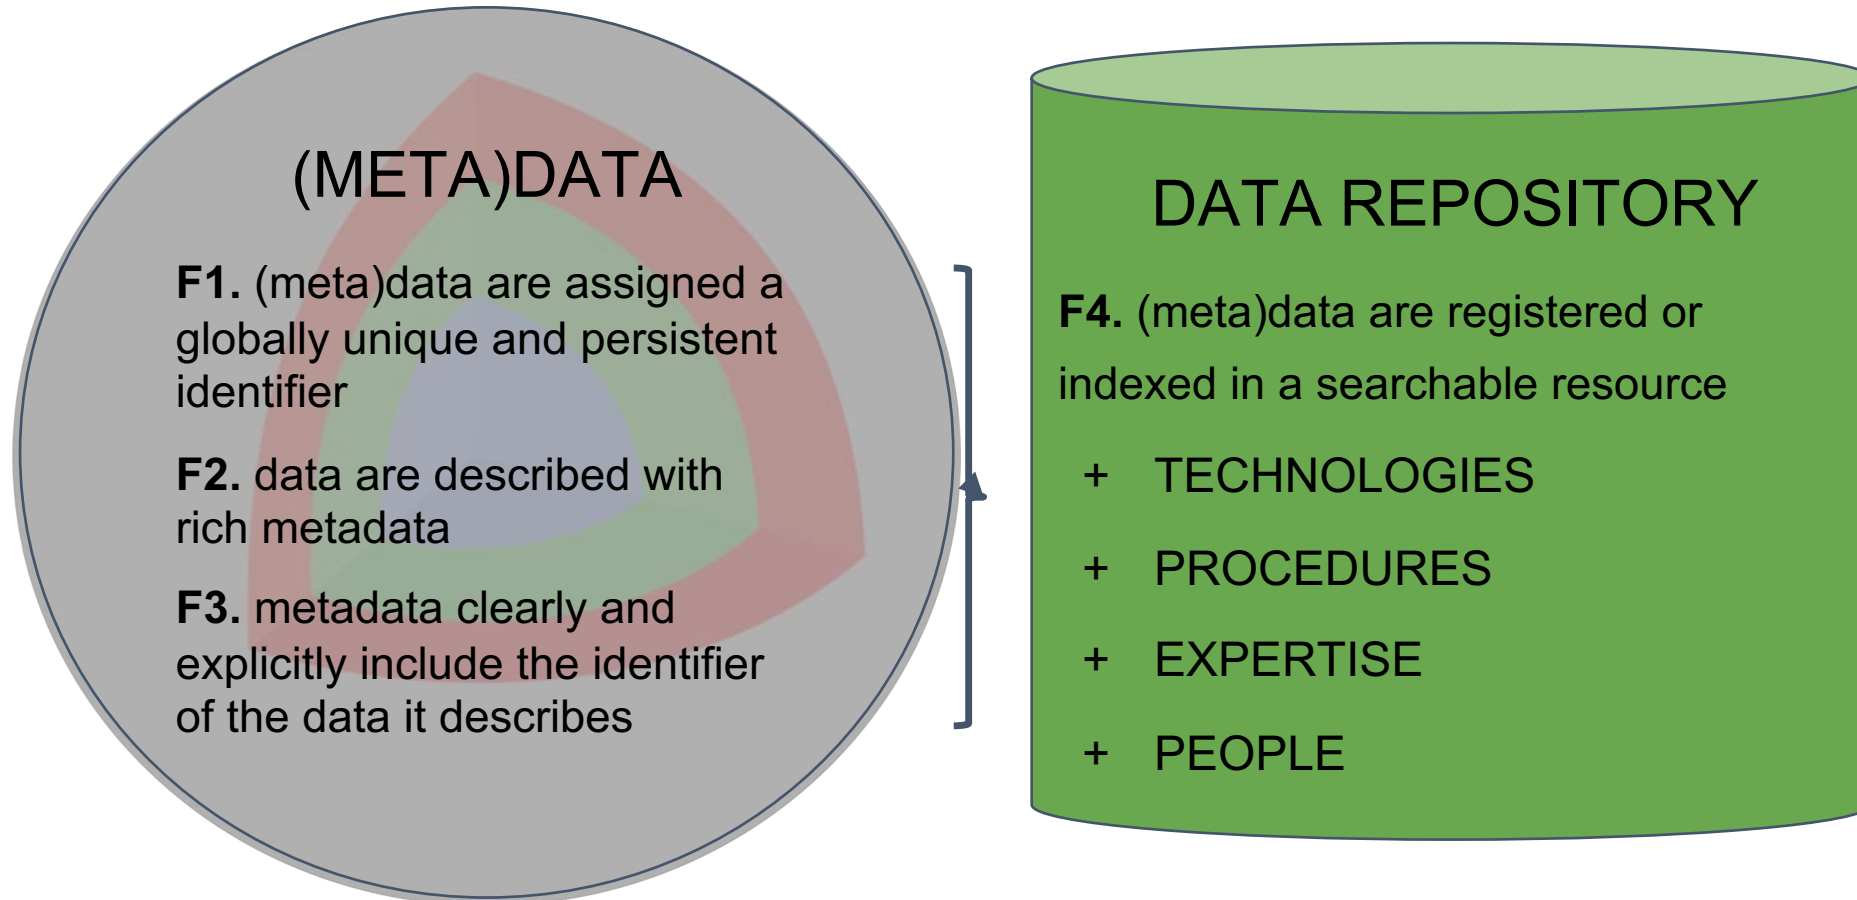 (META)DATA
F1. (meta)data are assigned a
globally unique and persistent
identifier
F2. data are described with
rich metadata
F3. metadata clearly and
explicitly include the identifier
of the data it describes
DATA REPOSITORY
F4. (meta)data are registered or
indexed in a searchable resource
+ TECHNOLOGIES
+ PROCEDURES
+ EXPERTISE
+ PEOPLE